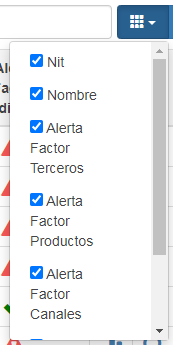 Nit
Nombre
Alerta
Factor
Terceros
Alerta
Factor
Productos
Alerta
Factor
Canales